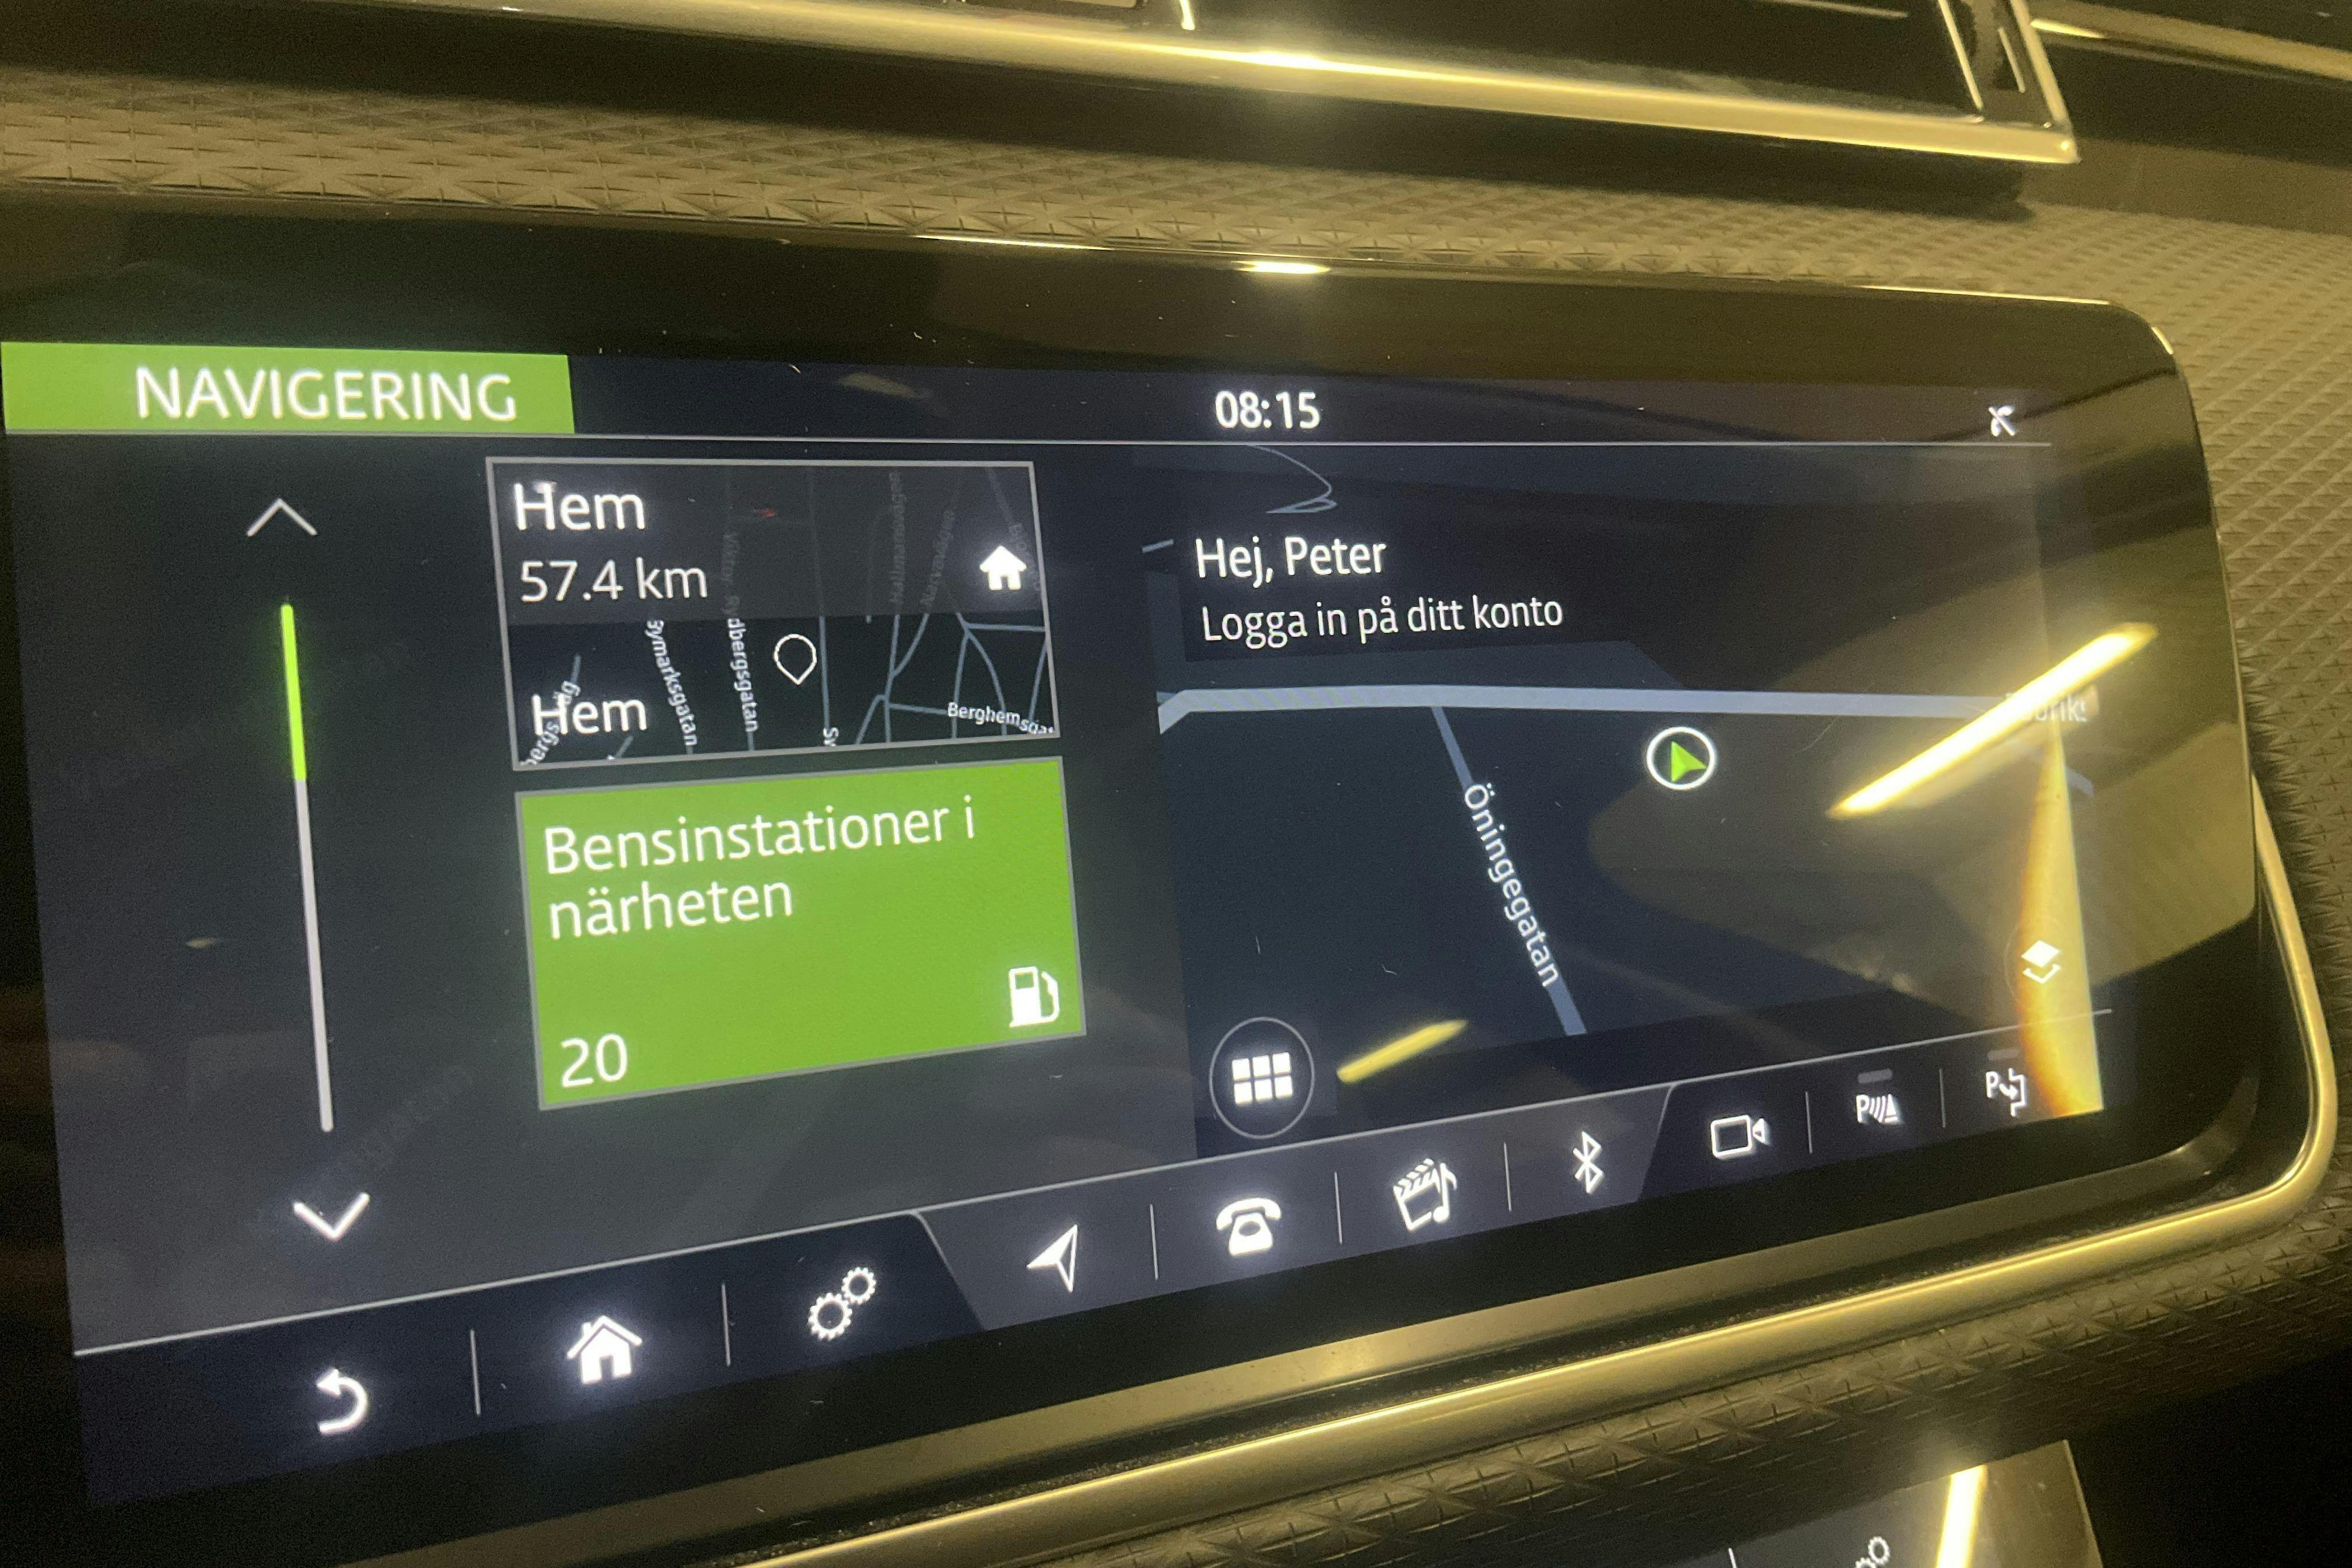 NAVIGERING
08:15
Hem
57.4 km
Hem
Rydbergsgatan
Berghemsgat
Bensinstationer i
närheten
20
Hej, Peter
Logga in på ditt konto
Öningegatan
P
P